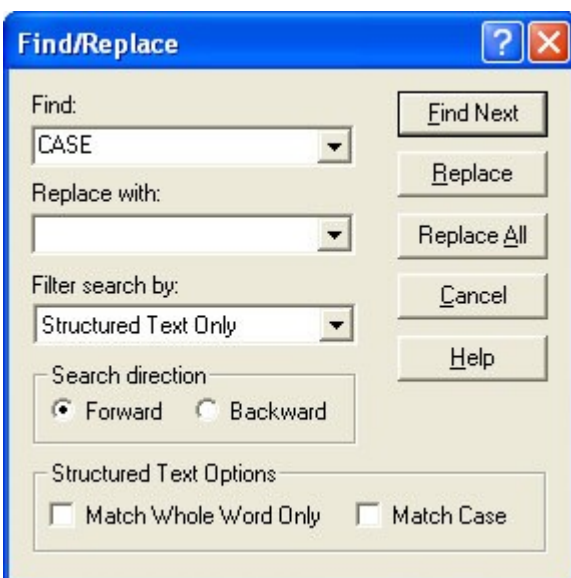 Find/Replace
?
Find:
CASE
Replace with:
Filter search by:
Structured Text Only
Search direction
Forward Backward
Structured Text Options
Match Whole Word Only Match Case
Find Next
Replace
Replace All
Cancel
Help